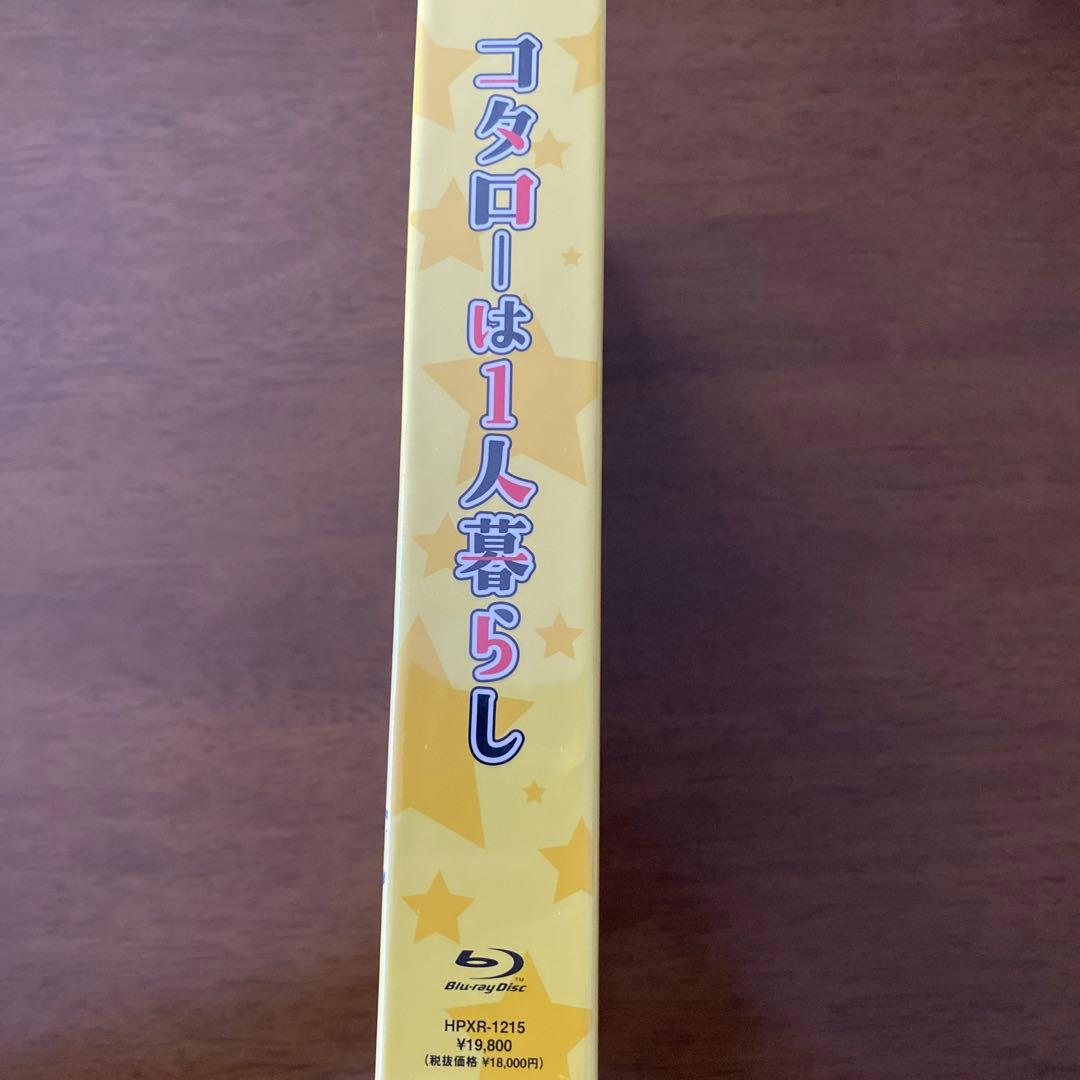 コタローは1人暮らし
Blu-ray Disc™
HPXR-1215
¥19,800
(税抜価格 ¥18,000円)